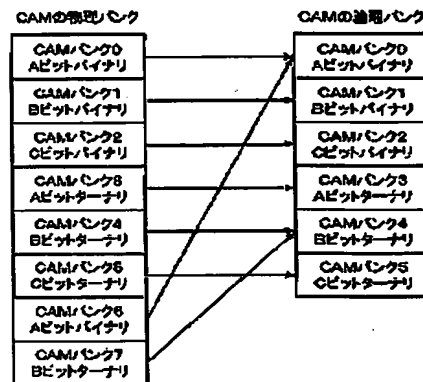 CAMの物理バンク
CAMバンク0
Aビットバイナリ
CAMバンク1
Bビットバイナリ
CAMバンク2
Cビットバイナリ
CAMバンク3
Aビットターナリ
CAMバンク4
Bビットターナリ
CAMバンク5
Cビットターナリ
CAMバンク6
Aビットバイナリ
CAMバンク7
Bビットターナリ
CAMの論理バンク
CAMバンク0
Aビットバイナリ
CAMバンク1
Bビットバイナリ
CAMバンク2
Cビットバイナリ
CAMバンク3
Aビットターナリ
CAMバンク4
Bビットターナリ
CAMバンク5
Cビットターナリ